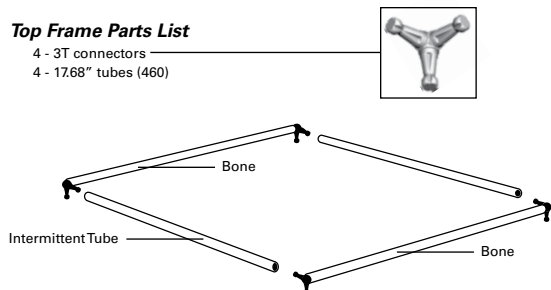 Top Frame Parts List
4 - 3T connectors
4 - 17.68” tubes (460)
Bone
Intermittent Tube
Bone